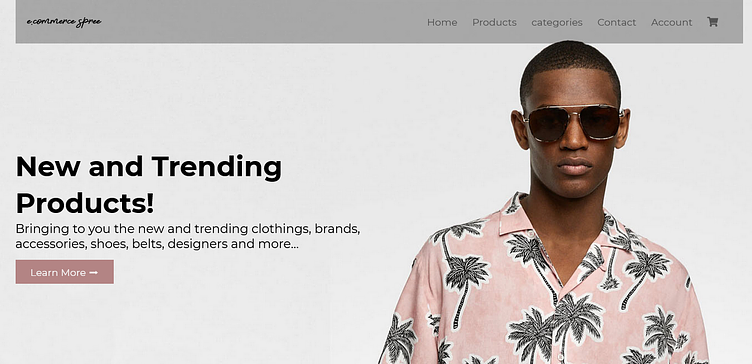 e.commerce spree
Home Products categories Contact Account
New and Trending
Products!
Bringing to you the new and trending clothings, brands,
accessories, shoes, belts, designers and more...
Learn More ➞